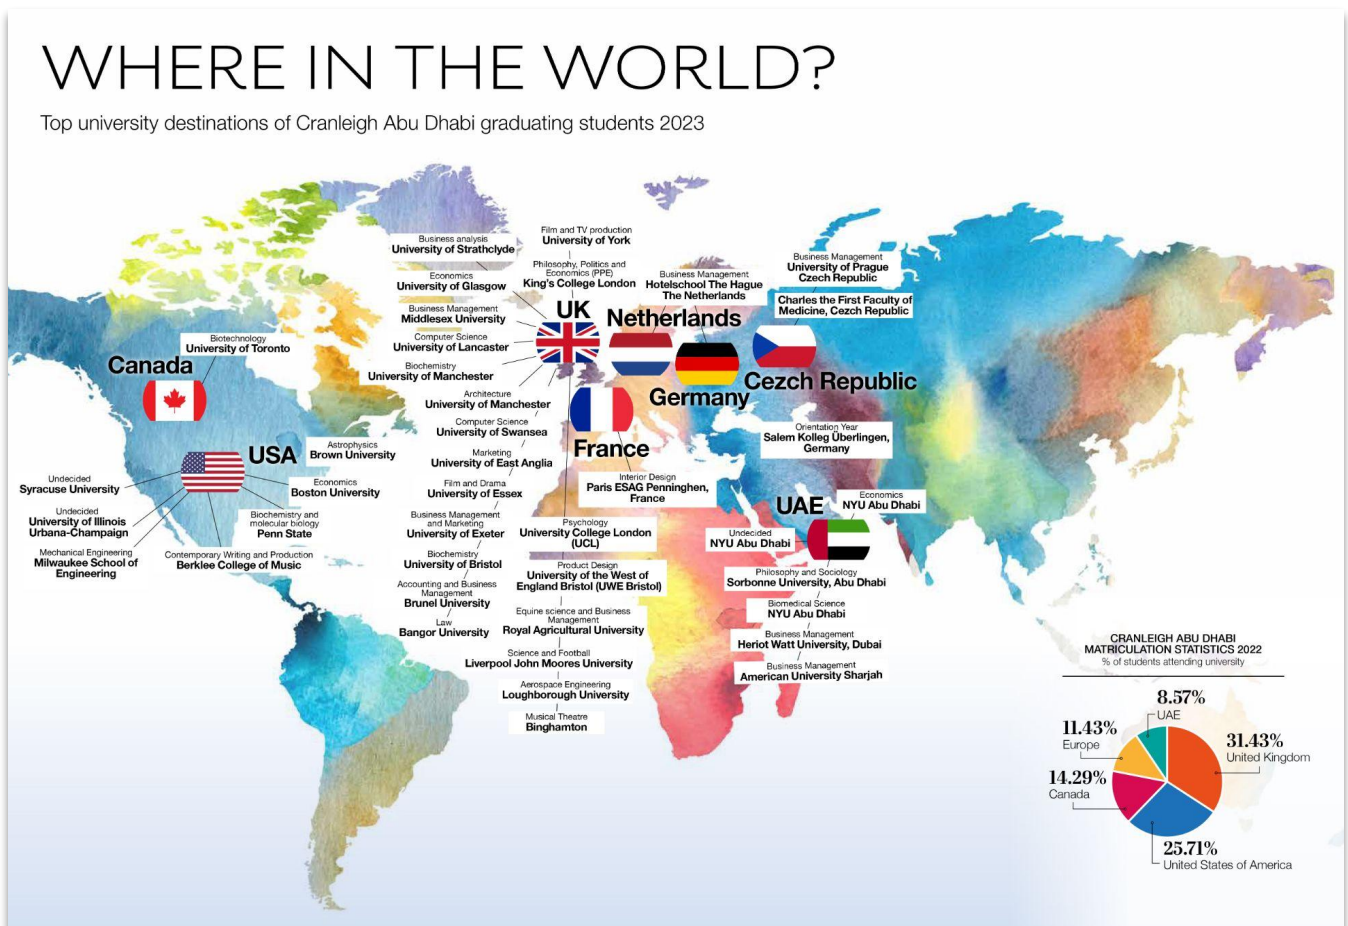 WHERE IN THE WORLD?
Top university destinations of Cranleigh Abu Dhabi graduating students 2023
Business analysis
University of Strathclyde
Economics
University of Glasgow
Business Management
Middlesex University
Computer Science
University of Lancaster
Biochemistry
University of Manchester
Architecture
University of Manchester
Computer Science
University of Swansea
Marketing
University of East Anglia
Film and Drama
University of Essex
Business Management
and Marketing
University of Exeter
Biochemistry
University of Bristol
Accounting and Business
Management
Brunel University
Law
Bangor University
Film and TV production
University of York
Philosophy, Politics and
Economics (PPE)
King's College London
UK
Psychology
University College London
(UCL)
Product Design
University of the West of
England Bristol (UWE Bristol)
Equine science and Business
Management
Royal Agricultural University
Science and Football
Liverpool John Moores University
Aerospace Engineering
Loughborough University
Musical Theatre
Binghamton
Business Management
Hotelschool The Hague
The Netherlands
Netherlands
Business Management
University of Prague
Czech Republic
Charles the First Faculty of
Medicine, Czech Republic
Cezch Republic
Germany
Orientation Year
Salem Kolleg Überlingen,
Germany
France
Interior Design
Paris ESAG Penninghen,
France
Biotechnology
University of Toronto
Canada
USA
Astrophysics
Brown University
Economics
Boston University
Biochemistry and
molecular biology
Penn State
Contemporary Writing and Production
Berklee College of Music
Undecided
Syracuse University
Undecided
University of Illinois
Urbana-Champaign
Mechanical Engineering
Milwaukee School of
Engineering
UAE
Economics
NYU Abu Dhabi
Undecided
NYU Abu Dhabi
Philosophy and Sociology
Sorbonne University, Abu Dhabi
Biomedical Science
NYU Abu Dhabi
Business Management
Heriot Watt University, Dubai
Business Management
American University Sharjah
CRANLEIGH ABU DHABI
MATRICULATION STATISTICS 2022
% of students attending university
8.57%
UAE
11.43%
Europe
14.29%
Canada
31.43%
United Kingdom
25.71%
United States of America